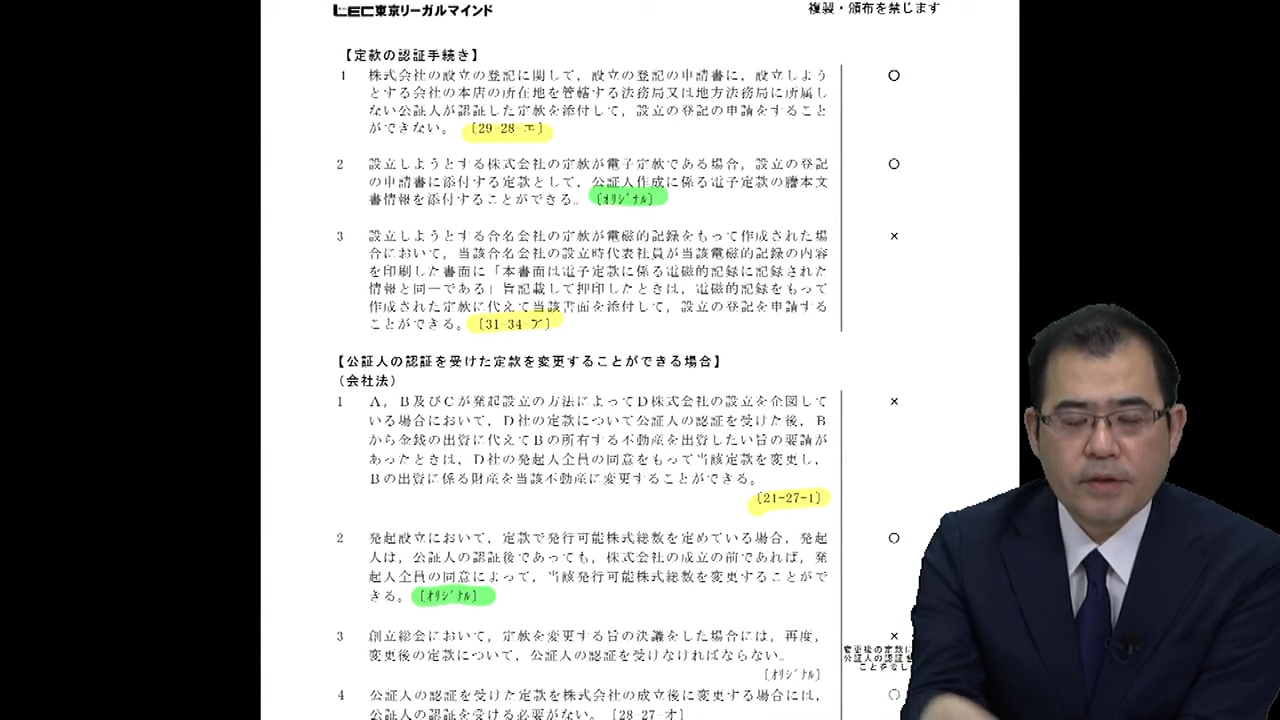 LEC東京リーガルマインド
複製・頒布を禁じます
【定款の認証手続き】
1 株式会社の設立の登記に関して，設立の登記の申請書に，設立しよう ○
とする会社の本店の所在地を管轄する法務局又は地方法務局に所属し
ない公証人が認証した定款を添付して，設立の登記の申請をすること
ができない。〔29-28-エ〕
2 設立しようとする株式会社の定款が電子定款である場合，設立の登記 ○
の申請書に添付する定款として，公証人作成に係る電子定款の謄本文
書情報を添付することができる。〔ｵﾘｼﾞﾅﾙ〕
3 設立しようとする合名会社の定款が電磁的記録をもって作成された場 ×
合において，当該合名会社の設立時代表社員が当該電磁的記録の内容
を印刷した書面に「本書面は電子定款に係る電磁的記録に記録された
情報と同一である」旨記載して押印したときは，電磁的記録をもって
作成された定款に代えて当該書面を添付して，設立の登記を申請する
ことができる。〔31-34-ア〕
【公証人の認証を受けた定款を変更することができる場合】
（会社法）
1 Ａ，Ｂ及びＣが発起設立の方法によってＤ株式会社の設立を企図して ×
いる場合において，Ｄ社の定款について公証人の認証を受けた後，Ｂ
から金銭の出資に代えてＢの所有する不動産を出資したい旨の要請が
あったときは，Ｄ社の発起人全員の同意をもって当該定款を変更し，
Ｂの出資に係る財産を当該不動産に変更することができる。
〔21-27-1〕
2 発起設立において，定款で発行可能株式総数を定めている場合，発起 ○
人は，公証人の認証後であっても，株式会社の成立の前であれば，発
起人全員の同意によって，当該発行可能株式総数を変更することがで
きる。〔ｵﾘｼﾞﾅﾙ〕
3 創立総会において，定款を変更する旨の決議をした場合には，再度， ×
変更後の定款について，公証人の認証を受けなければならない。
〔ｵﾘｼﾞﾅﾙ〕
変更後の定款に
公証人の認証を
ことをし
4 公証人の認証を受けた定款を株式会社の成立後に変更する場合には， ○
公証人の認証を受ける必要がない。〔28-27-オ〕